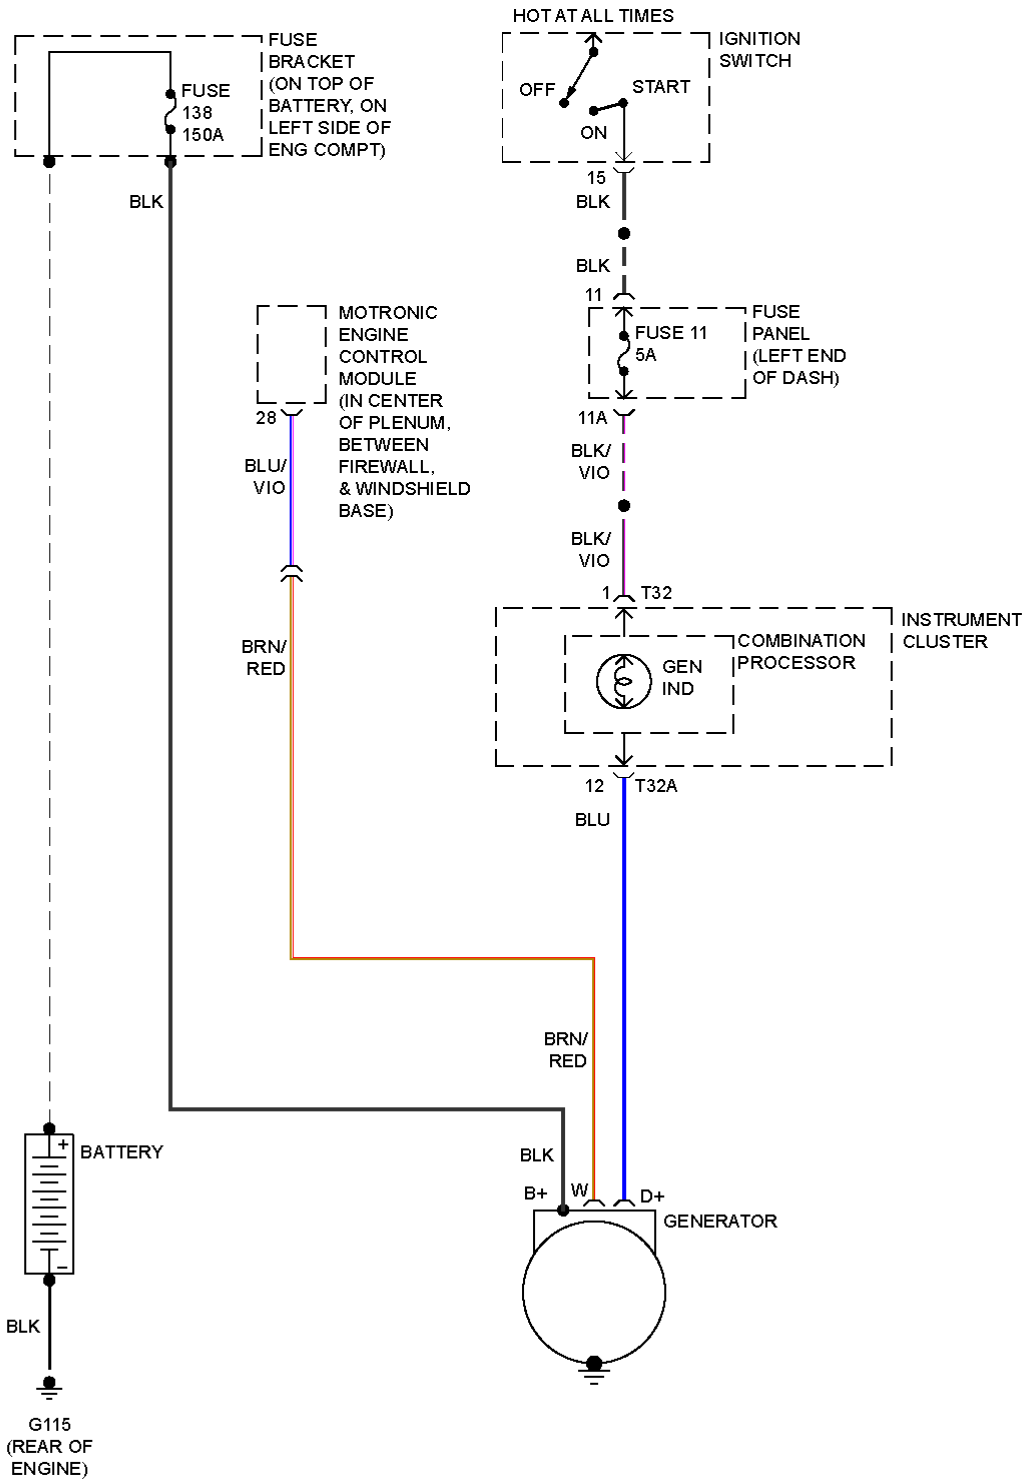 HOT AT ALL TIMES
FUSE
BRACKET
(ON TOP OF
BATTERY, ON
LEFT SIDE OF
ENG COMPT)
FUSE
138
150A
IGNITION
SWITCH
OFF
START
ON
15
BLK
BLK
BLK
11
FUSE 11
5A
FUSE
PANEL
(LEFT END
OF DASH)
11A
MOTRONIC
ENGINE
CONTROL
MODULE
(IN CENTER
OF PLENUM,
BETWEEN
FIREWALL,
& WINDSHIELD
BASE)
28
BLU/
VIO
BLK/
VIO
BLK/
VIO
1
T32
INSTRUMENT
CLUSTER
COMBINATION
PROCESSOR
GEN
IND
BRN/
RED
12
T32A
BLU
BRN/
RED
+
BATTERY
–
BLK
B+
W
D+
GENERATOR
BLK
G115
(REAR OF
ENGINE)